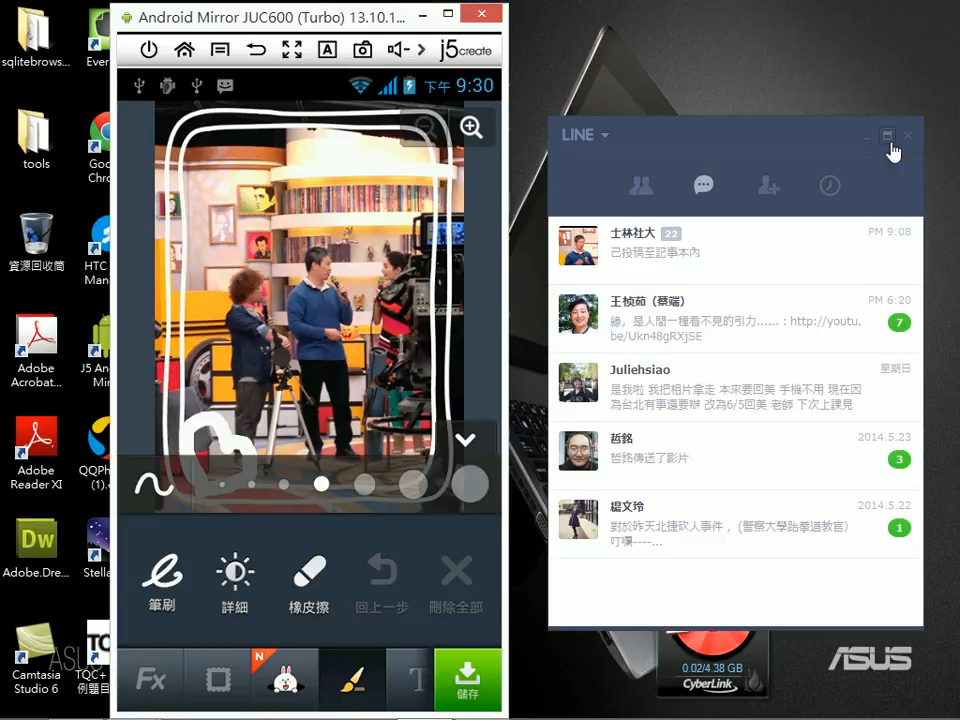 sqlitebrows...
Ever
tools
Goo
Chro
資源回收筒
HTC
Man
Adobe
Acrobat...
J5 An
Mi
Adobe
Reader XI
QQPh
(1).e
Dw
Adobe.Dre...
Stella
Camtasia
Studio 6
TQC+
例題目
Android Mirror JUC600 (Turbo) 13.10.1...
A
j5create
下午 9:30
筆刷
詳細
橡皮擦
回上一步
刪除全部
Fx
N
T
儲存
LINE
士林社大 22
PM 9:08
已投稿至記事本內
王桢茹（蔡端）
PM 6:20
緣，是人間一種看不見的引力......：http://youtu.
be/Ukn48gRXjSE
7
Juliehsiao
星期日
是我啦 我把相片拿走 本來要回美 手機不用 現在因
為台北有事還要辦 改為6/5回美 老師 下次上課見
哲銘
2014.5.23
哲銘傳送了影片
3
楊文玲
2014.5.22
對於昨天北捷砍人事件，(警察大學跆拳道教官)
叮嚀----...
1
0.02/4.38 GB
CyberLink
ASUS